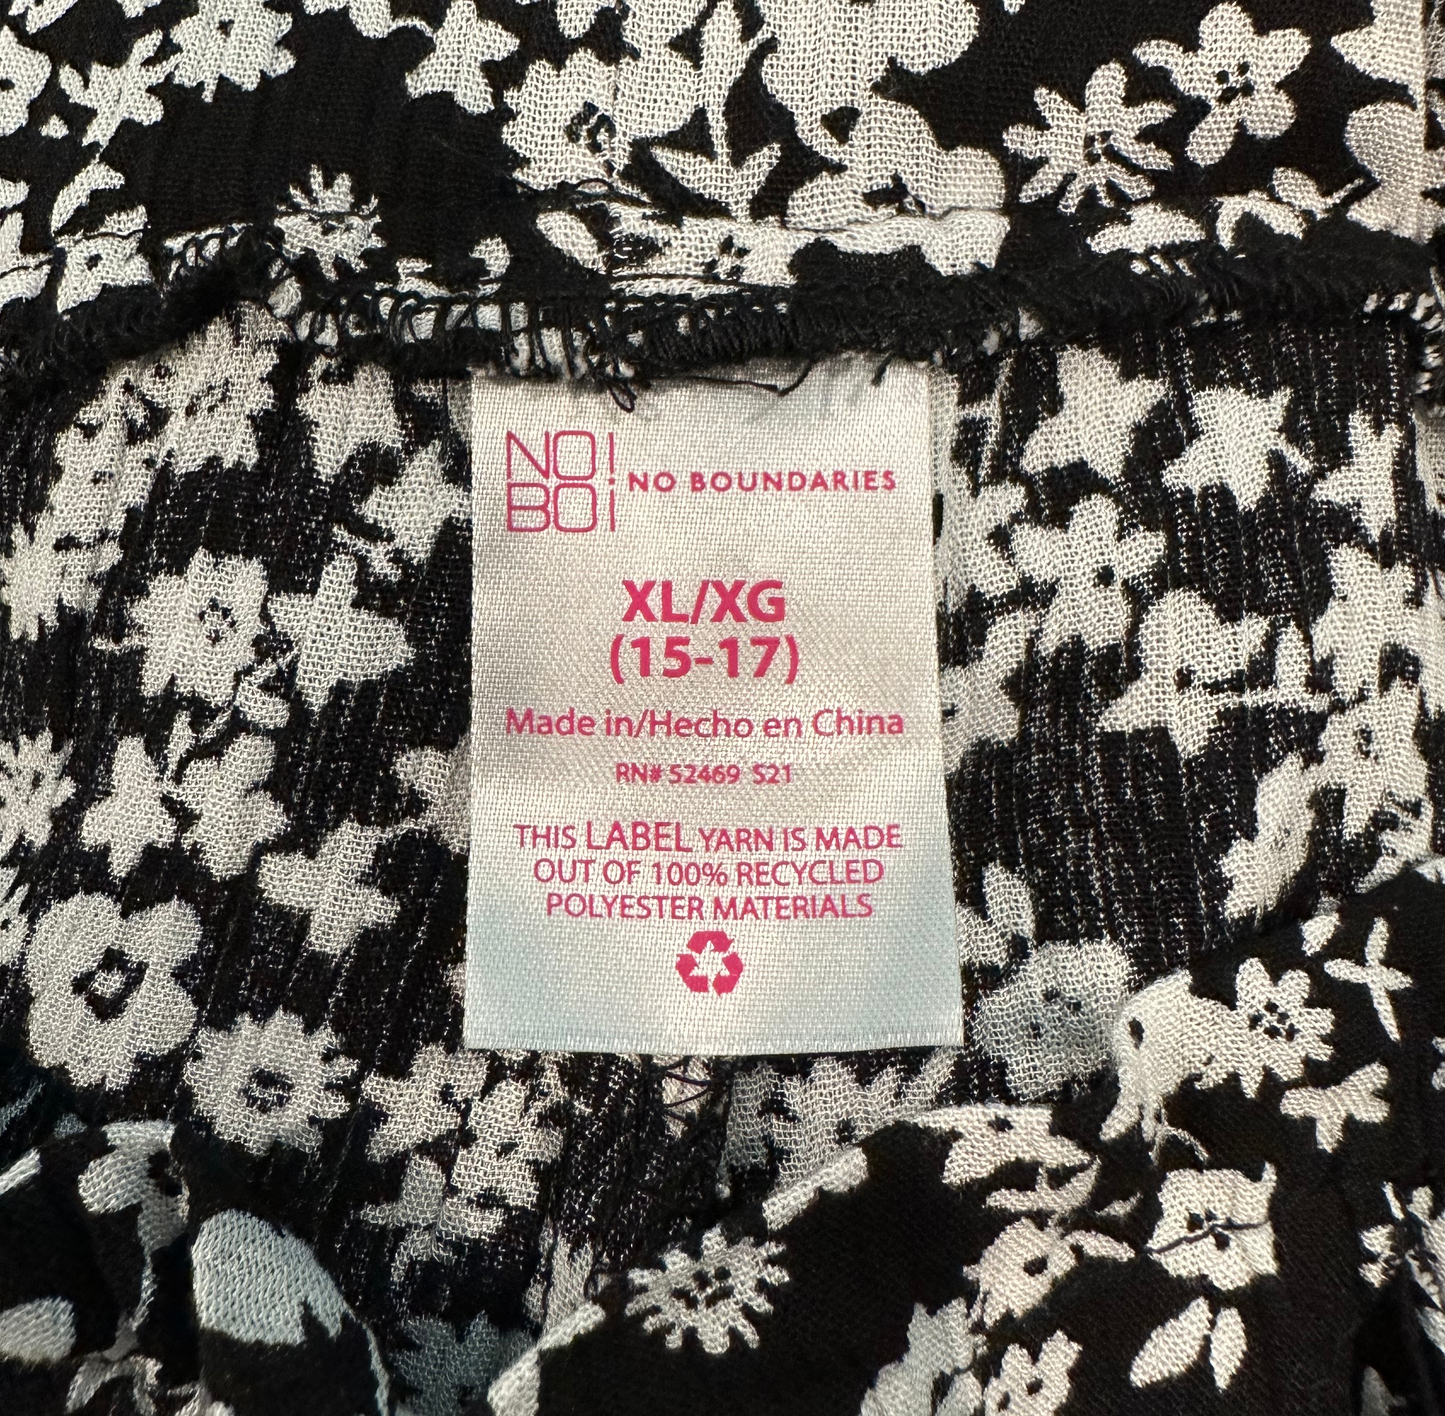 NO!
BO!
NO BOUNDARIES
XL/XG
(15-17)
Made in/Hecho en China
RN# 52469 S21
THIS LABEL YARN IS MADE
OUT OF 100% RECYCLED
POLYESTER MATERIALS